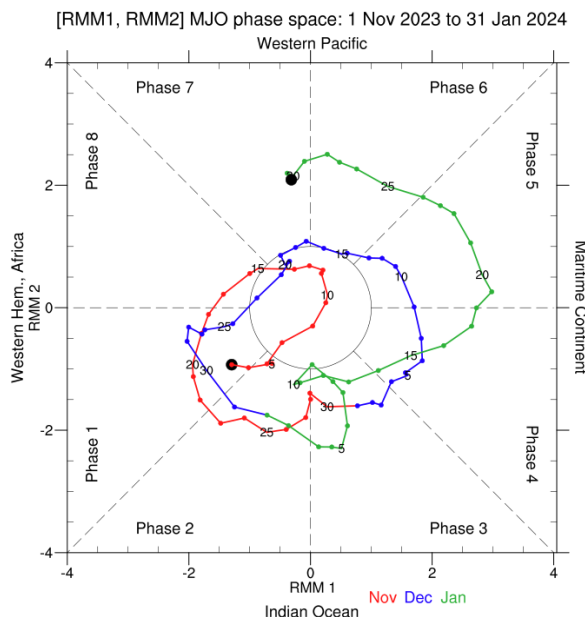 [RMM1, RMM2] MJO phase space: 1 Nov 2023 to 31 Jan 2024
Western Pacific
4
Phase 7
Phase 6
Phase 8
Phase 5
30
25
2
15
20
15
20
10
10
Western Hem., Africa
RMM 2
0
Maritime Continent
25
15
20
30
5
5
10
30
25
5
-2
Phase 1
Phase 4
Phase 2
Phase 3
-4
-4
-2
0
2
4
RMM 1
Nov Dec Jan
Indian Ocean